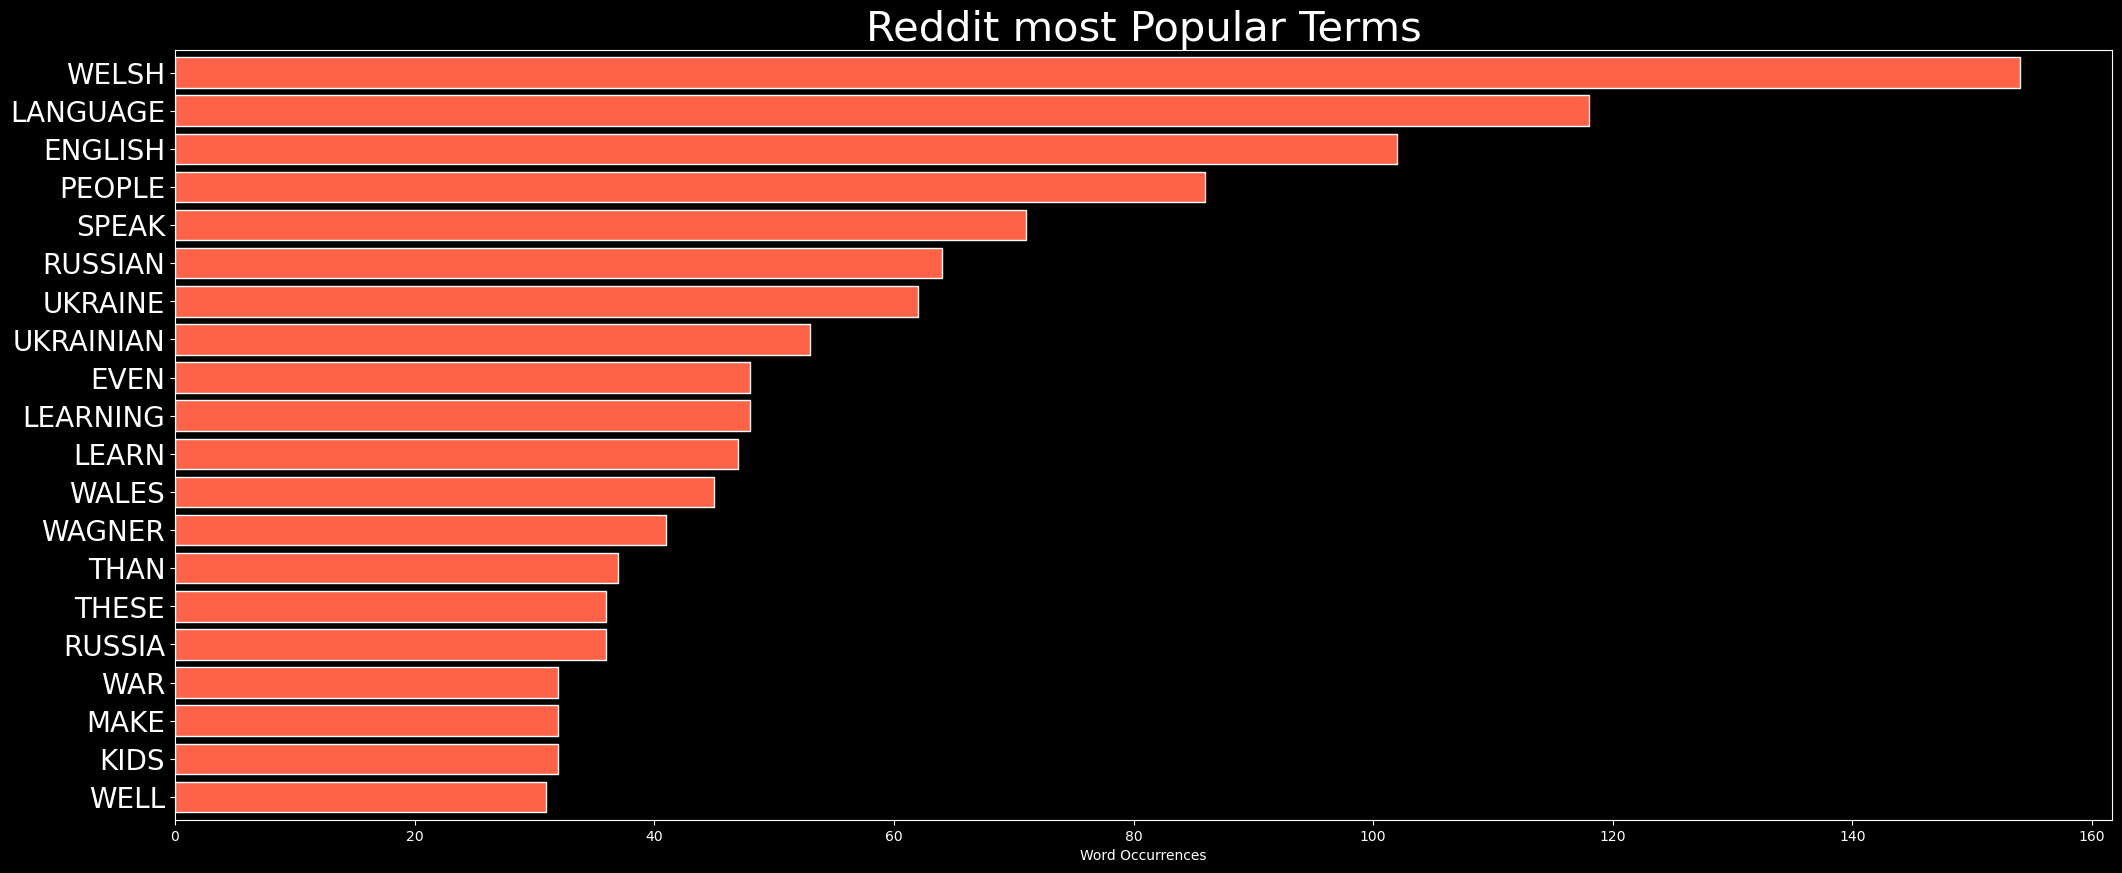 Reddit most Popular Terms
WELSH
LANGUAGE
ENGLISH
PEOPLE
SPEAK
RUSSIAN
UKRAINE
UKRAINIAN
EVEN
LEARNING
LEARN
WALES
WAGNER
THAN
THESE
RUSSIA
WAR
MAKE
KIDS
WELL
0 20 40 60 80 100 120 140 160
Word Occurrences